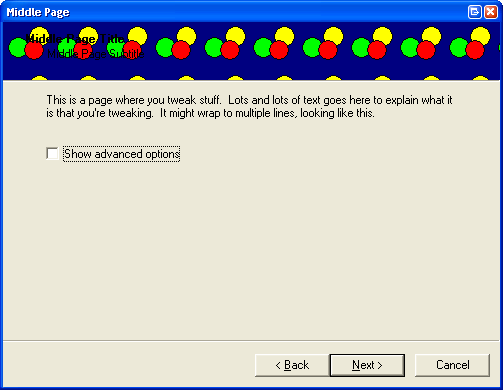 Middle Page
Middle Page Title
Middle Page Subtitle
This is a page where you tweak stuff.  Lots and lots of text goes here to explain what it
is that you're tweaking.  It might wrap to multiple lines, looking like this.
Show advanced options
< Back
Next >
Cancel